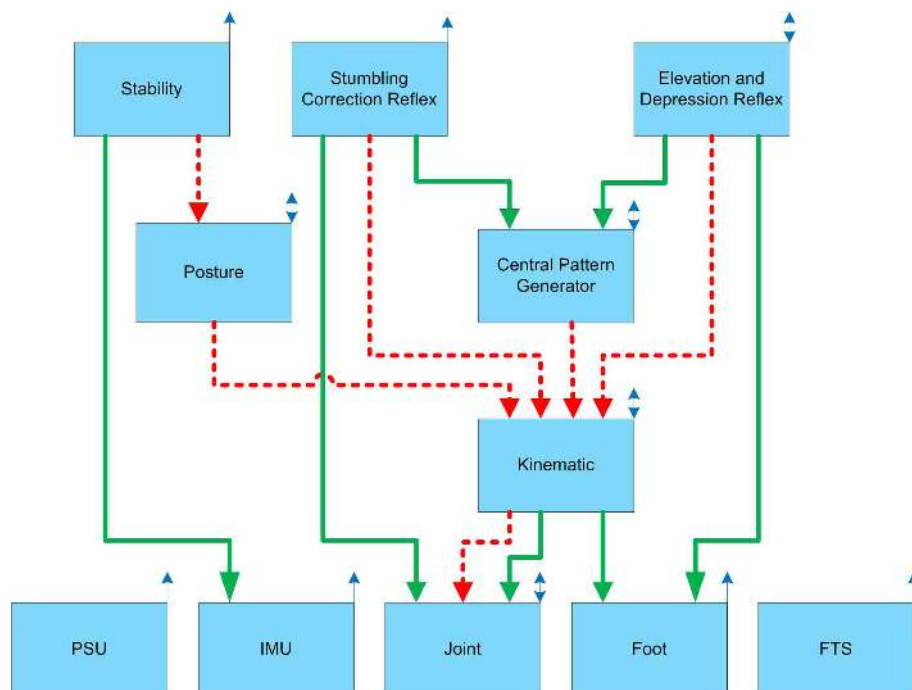 Stability
Stumbling
Correction Reflex
Elevation and
Depression Reflex
Posture
Central Pattern
Generator
Kinematic
PSU
IMU
Joint
Foot
FTS